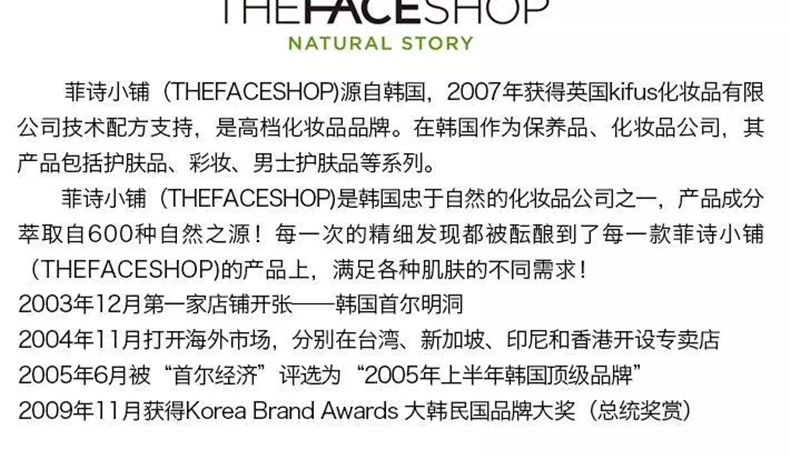 THEFACESHOP
NATURAL STORY
菲诗小铺（THEFACESHOP)源自韩国，2007年获得英国kifus化妆品有限
公司技术配方支持，是高档化妆品品牌。在韩国作为保养品、化妆品公司，其
产品包括护肤品、彩妆、男士护肤品等系列。
菲诗小铺（THEFACESHOP)是韩国忠于自然的化妆品公司之一，产品成分
萃取自600种自然之源！每一次的精细发现都被酝酿到了每一款菲诗小铺
（THEFACESHOP)的产品上，满足各种肌肤的不同需求！
2003年12月第一家店铺开张——韩国首尔明洞
2004年11月打开海外市场，分别在台湾、新加坡、印尼和香港开设专卖店
2005年6月被“首尔经济”评选为“2005年上半年韩国顶级品牌”
2009年11月获得Korea Brand Awards 大韩民国品牌大奖（总统奖赏）